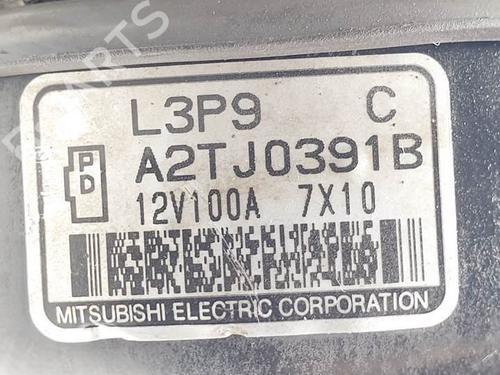 L3P9 C
P
D
A2TJ0391B
12V100A 7X10
MITSUBISHI ELECTRIC CORPORATION